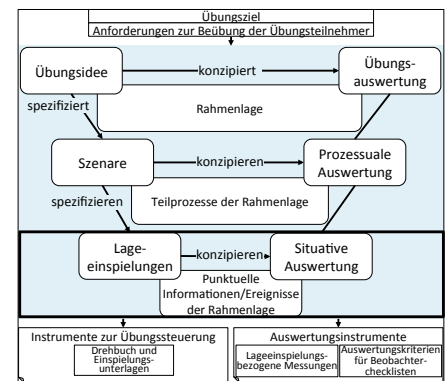 Übungsziel
Anforderungen zur Beübung der Übungsteilnehmer
Übungsidee
konzipiert
Übungs-
auswertung
spezifiziert
Rahmenlage
Szenare
konzipieren
Prozessuale
Auswertung
spezifizieren
Teilprozesse der Rahmenlage
Lage-
einspielungen
konzipieren
Situative
Auswertung
Punktuelle
Informationen/Ereignisse
der Rahmenlage
Instrumente zur Übungssteuerung
Drehbuch und
Einspielungs-
unterlagen
Auswertungsinstrumente
Lageeinspielungs-
bezogene Messungen
Auswertungskriterien
für Beobachter-
checklisten